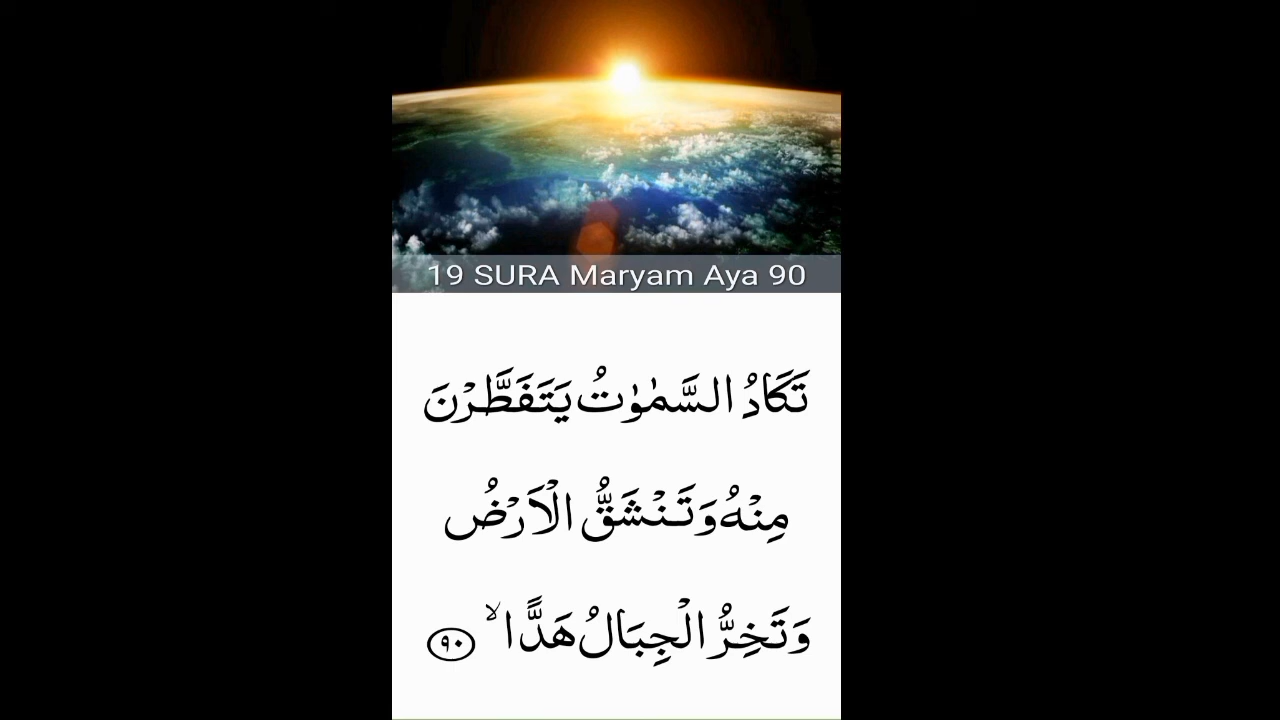 19 SURA Maryam Aya 90
تَكَادُ السَّمٰوٰتُ يَتَفَطَّرْنَ
مِنْهُ وَتَنْشَقُّ الْاَرْضُ
وَتَخِرُّ الْجِبَالُ هَدًّا ۙ ٩٠